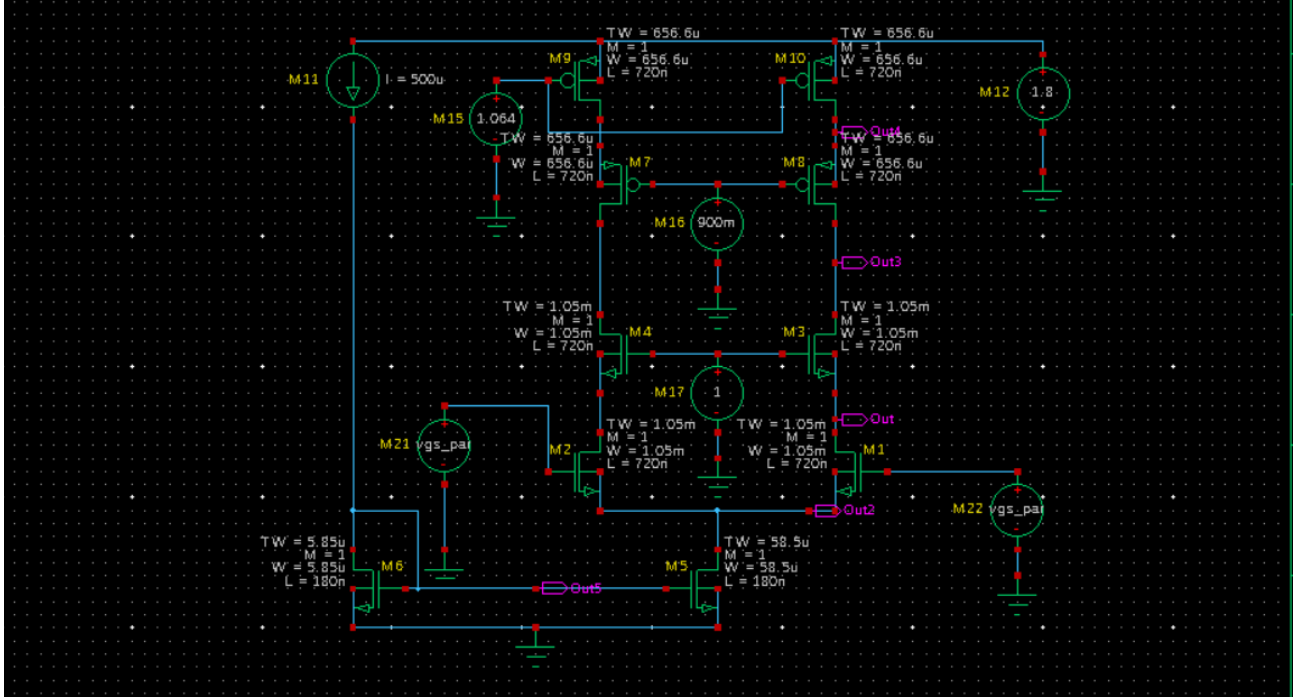 TW = 656.6u
M = 1
W = 656.6u
L = 720n
M9
TW = 656.6u
M = 1
W = 656.6u
L = 720n
M10
M11
I = 500u
M12
1.8
M15
1.064
Out4
TW = 656.6u
M = 1
W = 656.6u
L = 720n
M7
TW = 656.6u
M = 1
W = 656.6u
L = 720n
M8
M16
900m
Out3
TW = 1.05m
M = 1
W = 1.05m
L = 720n
M4
TW = 1.05m
M = 1
W = 1.05m
L = 720n
M3
M17
1
Out
M21
vgs_par
TW = 1.05m
M = 1
W = 1.05m
L = 720n
M2
TW = 1.05m
M = 1
W = 1.05m
L = 720n
M1
M22
vgs_par
Out2
TW = 5.85u
M = 1
W = 5.85u
L = 180n
M6
TW = 58.5u
M = 1
W = 58.5u
L = 180n
M5
Out5